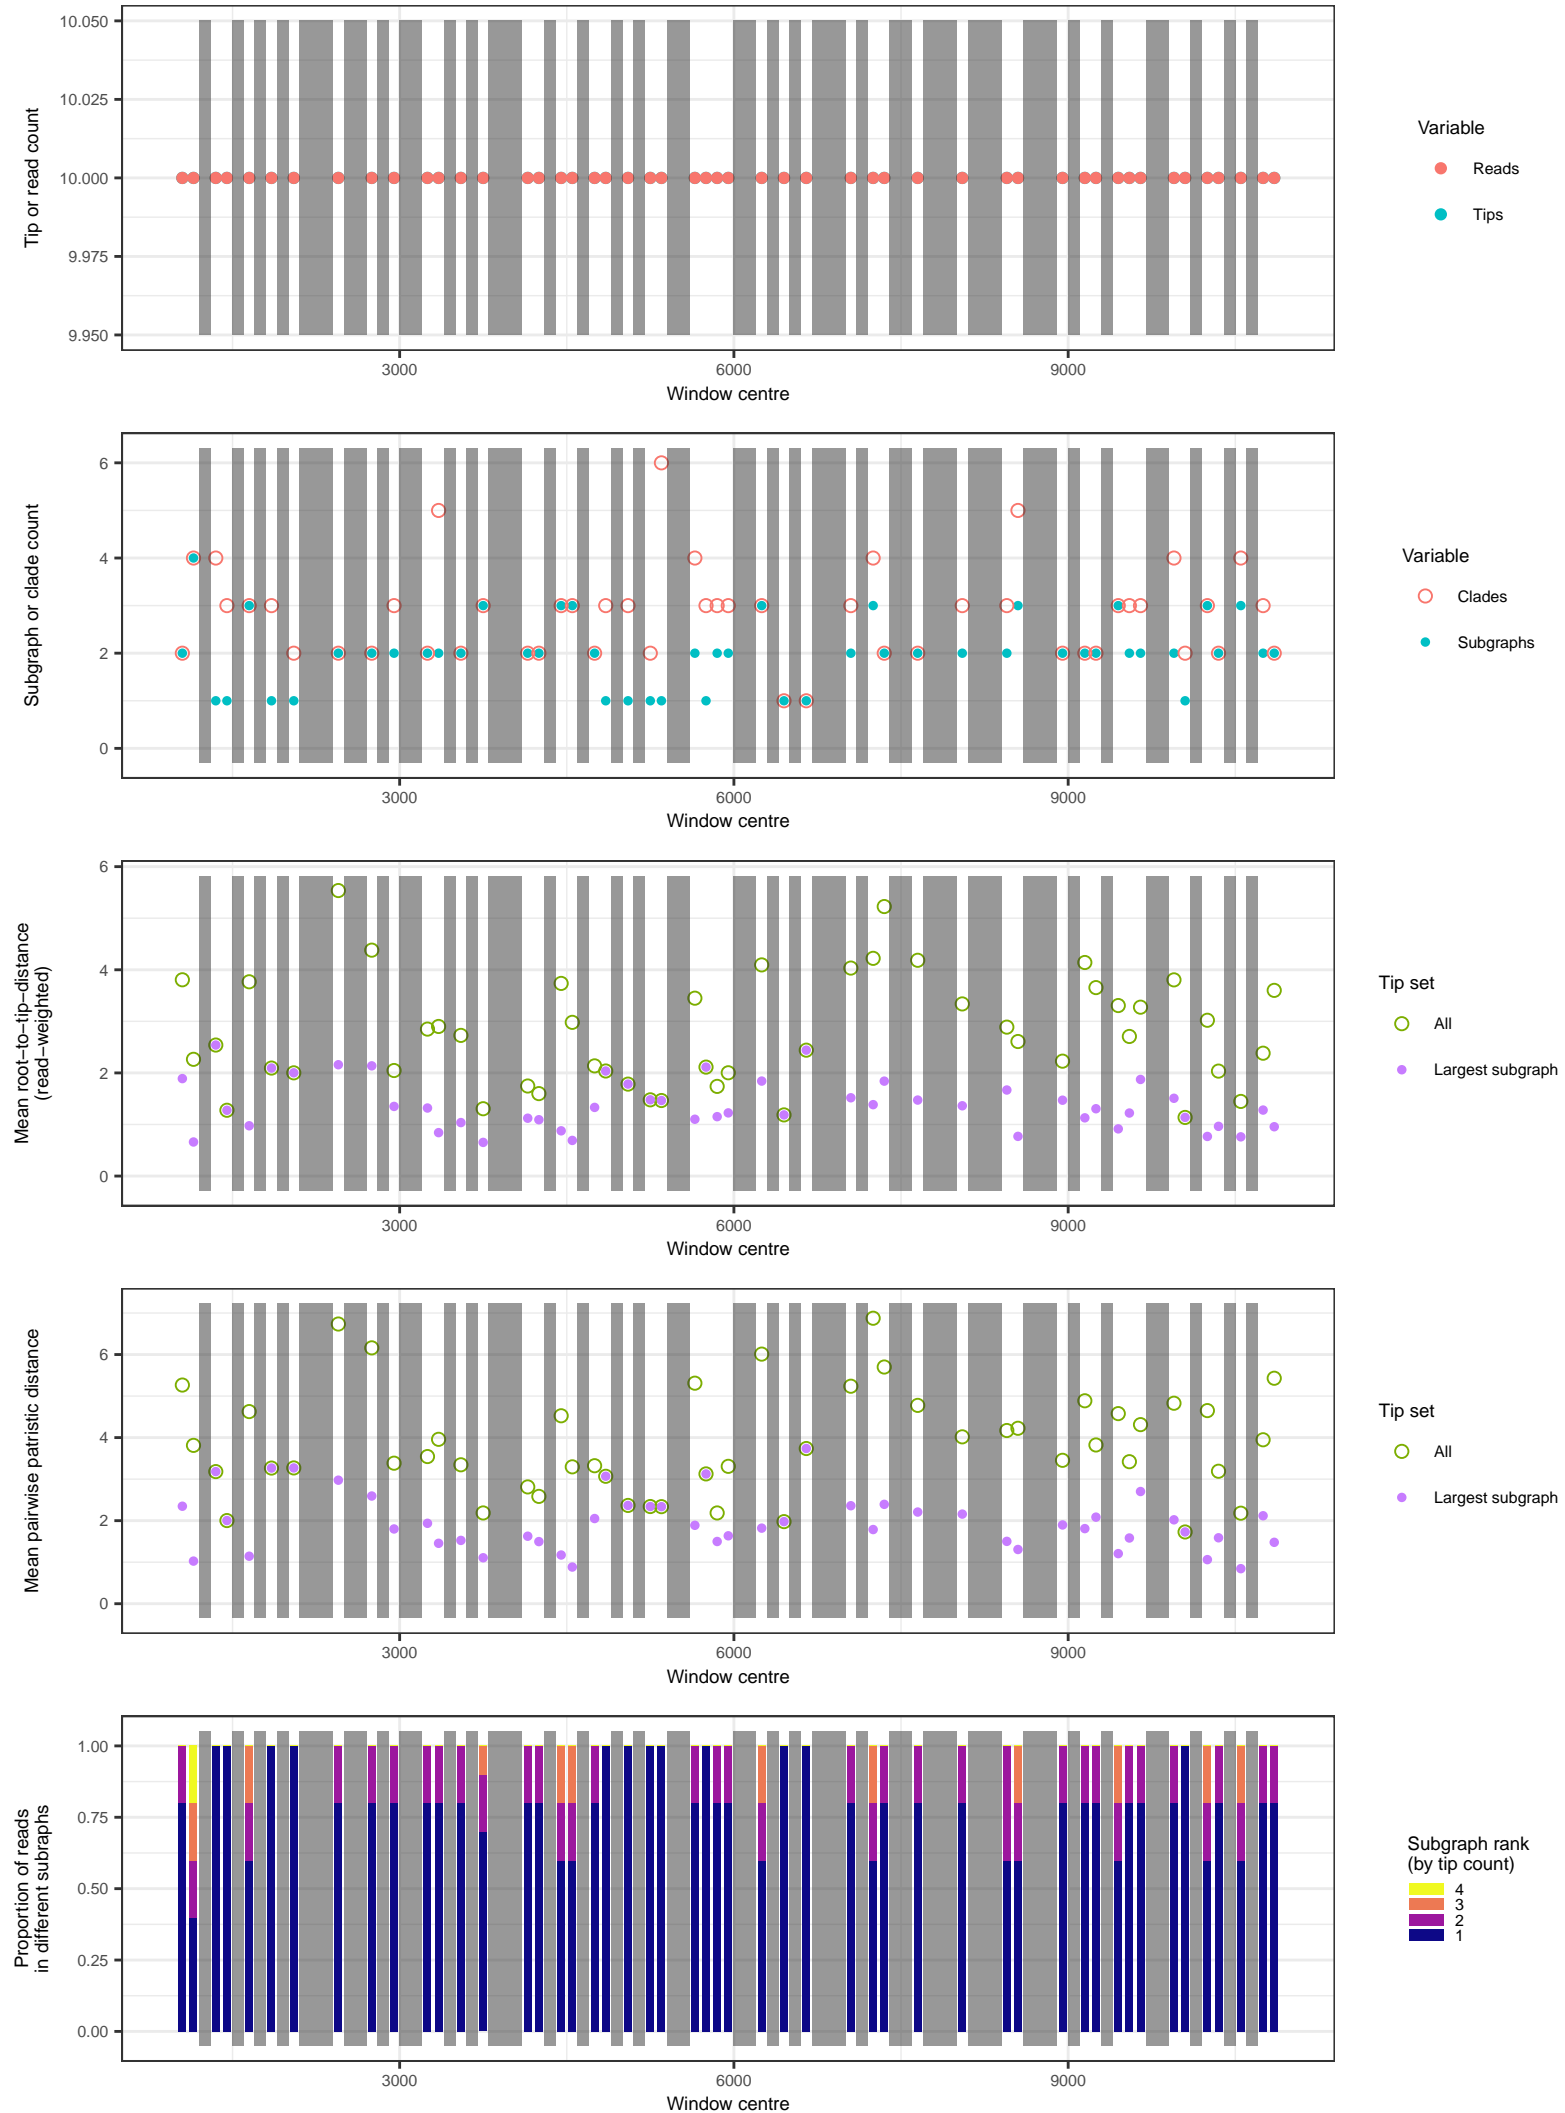 10.050
10.025
10.000
9.975
9.950
Tip or read count
3000 6000 9000
Window centre
Variable
Reads
Tips
6
4
2
0
Subgraph or clade count
3000 6000 9000
Window centre
Variable
Clades
Subgraphs
6
4
2
0
Mean root−to−tip−distance
(read−weighted)
3000 6000 9000
Window centre
Tip set
All
Largest subgraph
6
4
2
0
Mean pairwise patristic distance
3000 6000 9000
Window centre
Tip set
All
Largest subgraph
1.00
0.75
0.50
0.25
0.00
Proportion of reads
in different subraphs
3000 6000 9000
Window centre
Subgraph rank
(by tip count)
4
3
2
1